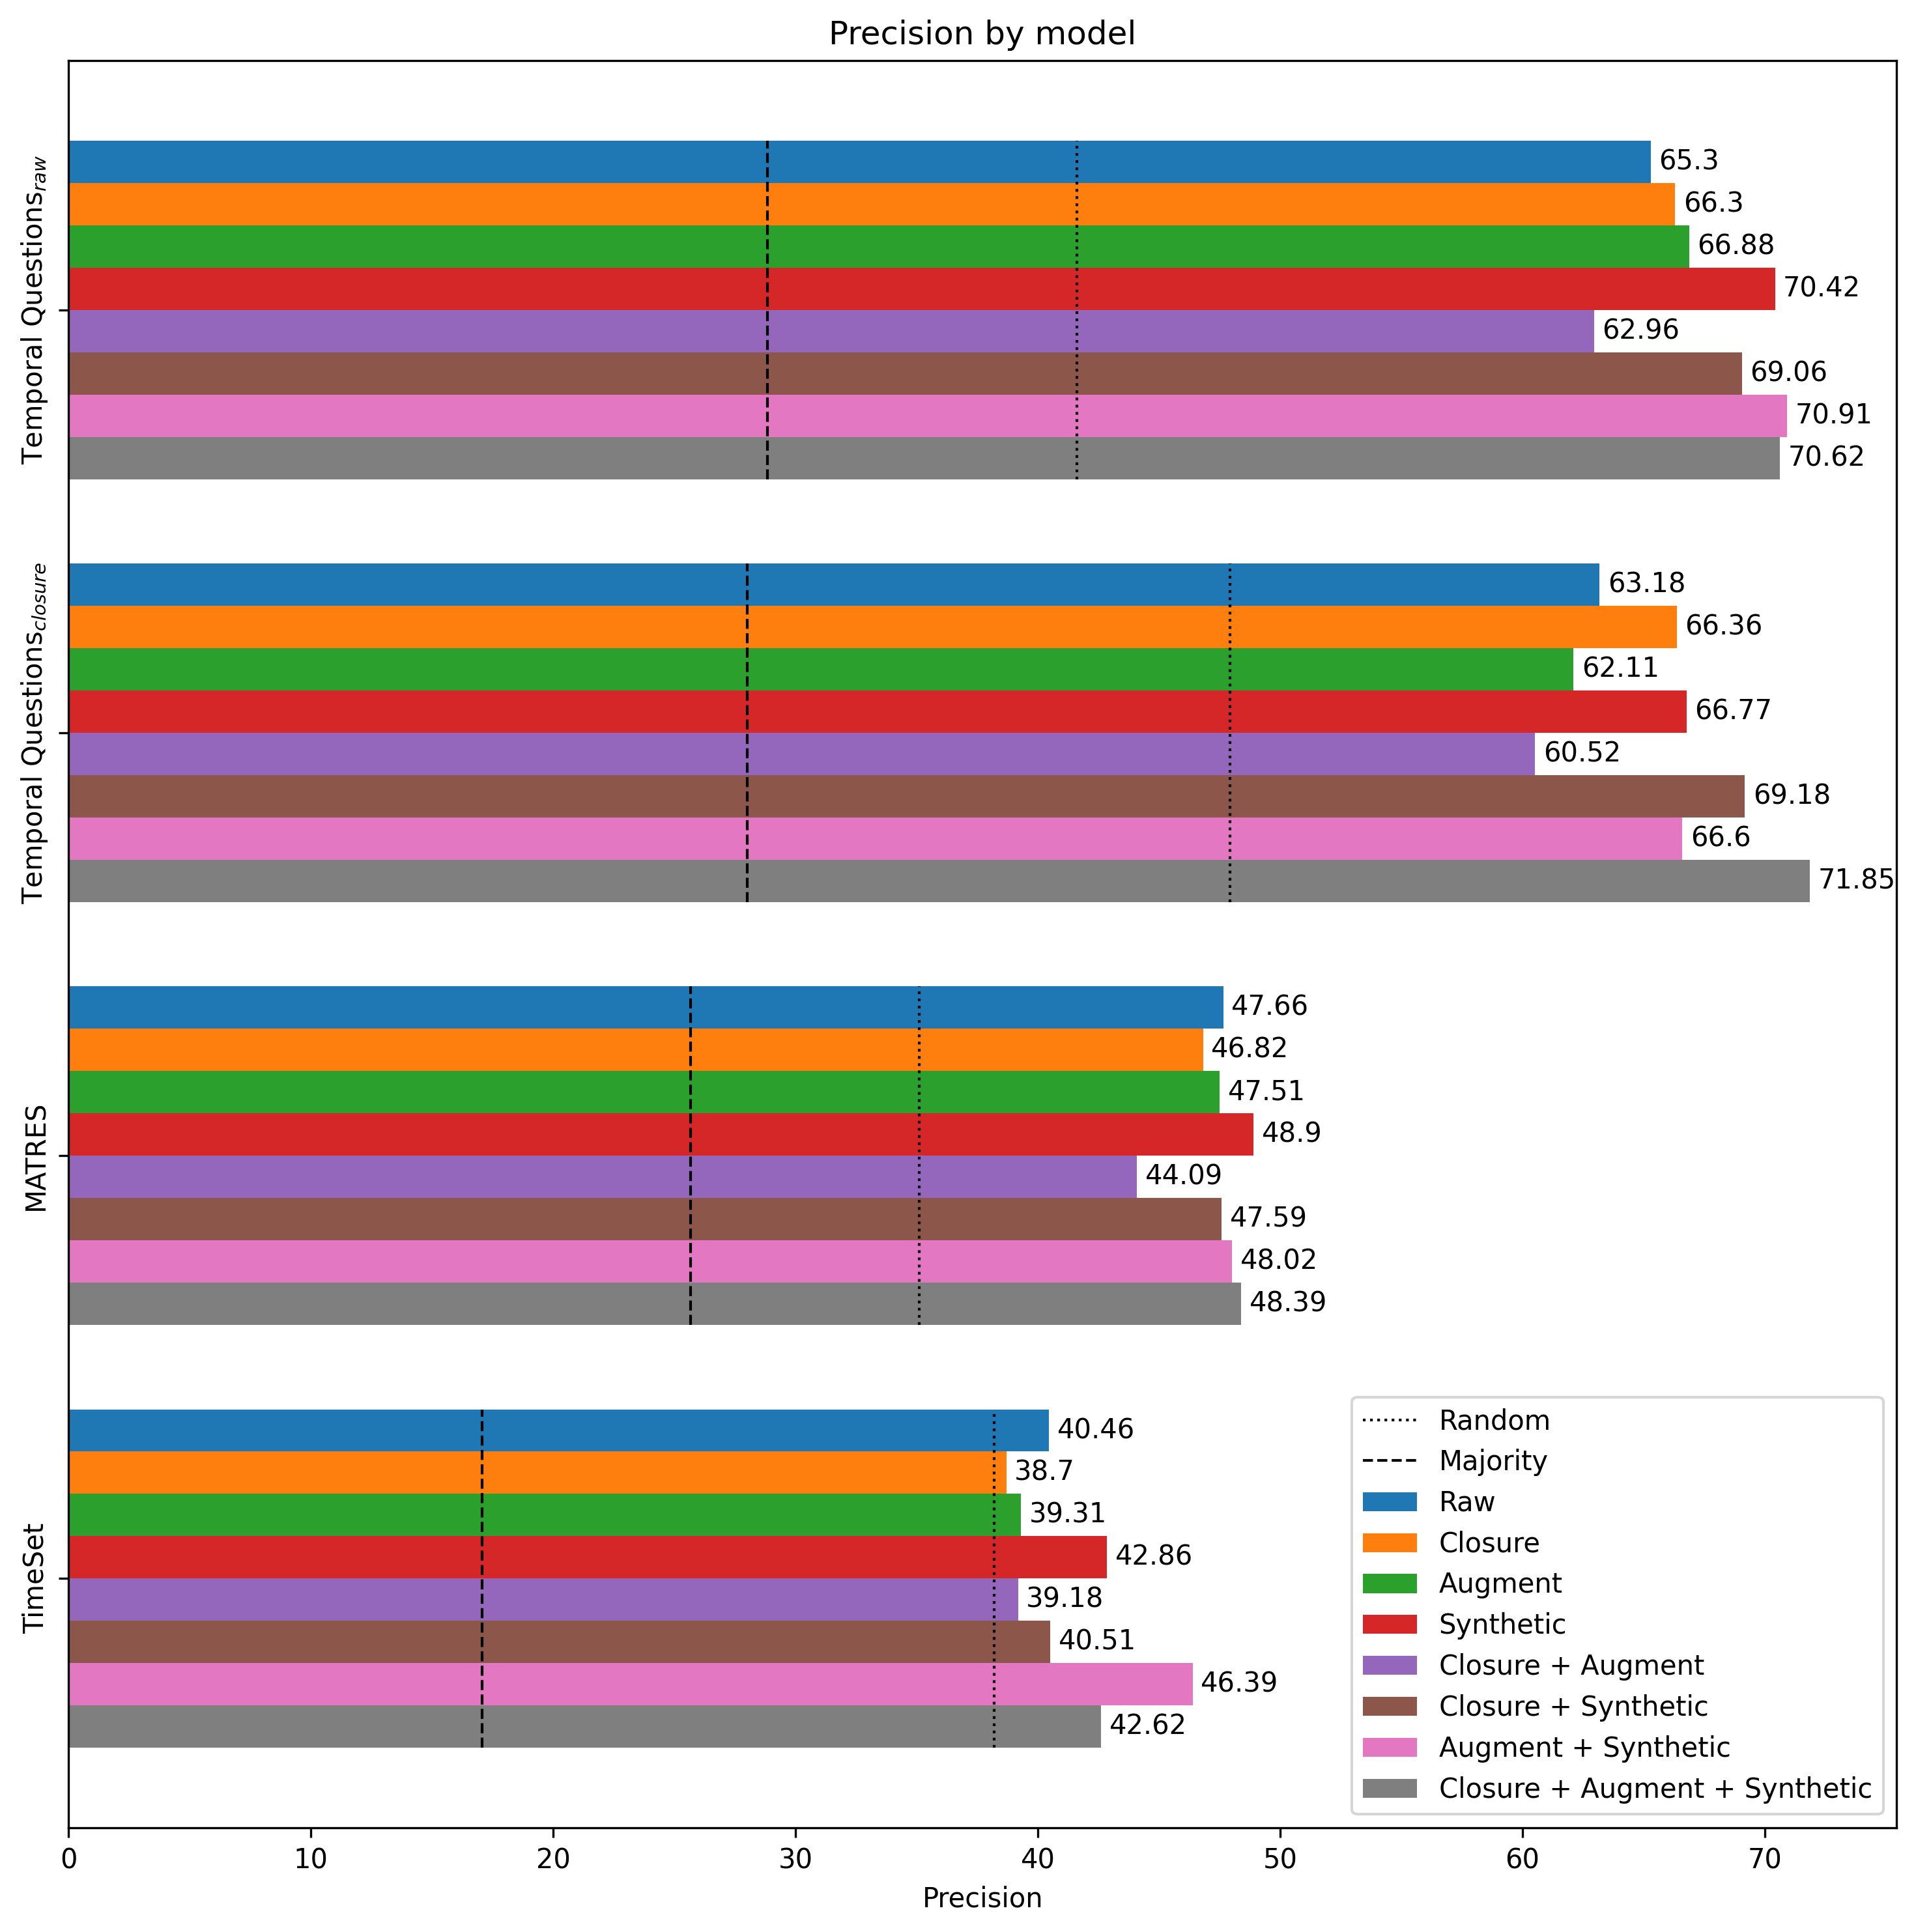 Precision by model
Temporal Questions_raw
65.3
66.3
66.88
70.42
62.96
69.06
70.91
70.62
Temporal Questions_closure
63.18
66.36
62.11
66.77
60.52
69.18
66.6
71.85
MATRES
47.66
46.82
47.51
48.9
44.09
47.59
48.02
48.39
TimeSet
40.46
38.7
39.31
42.86
39.18
40.51
46.39
42.62
Random
Majority
Raw
Closure
Augment
Synthetic
Closure + Augment
Closure + Synthetic
Augment + Synthetic
Closure + Augment + Synthetic
0 10 20 30 40 50 60 70
Precision